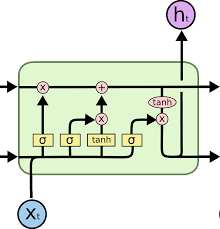 hₜ
x +
tanh
x x
σ σ tanh σ
Xₜ